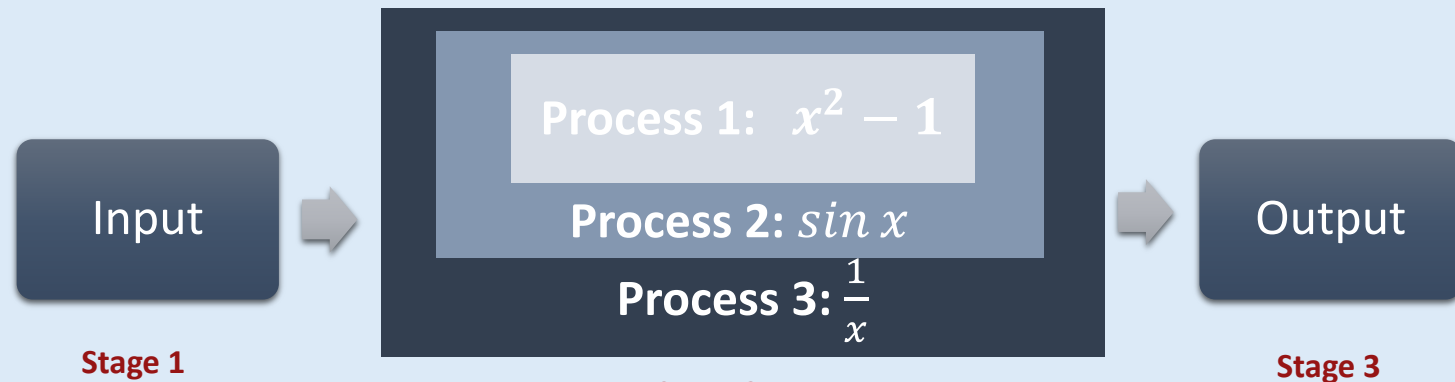 Process 1: x² − 1
Input
Process 2: sin x
Output
Process 3: 1/x
Stage 1
Stage 3